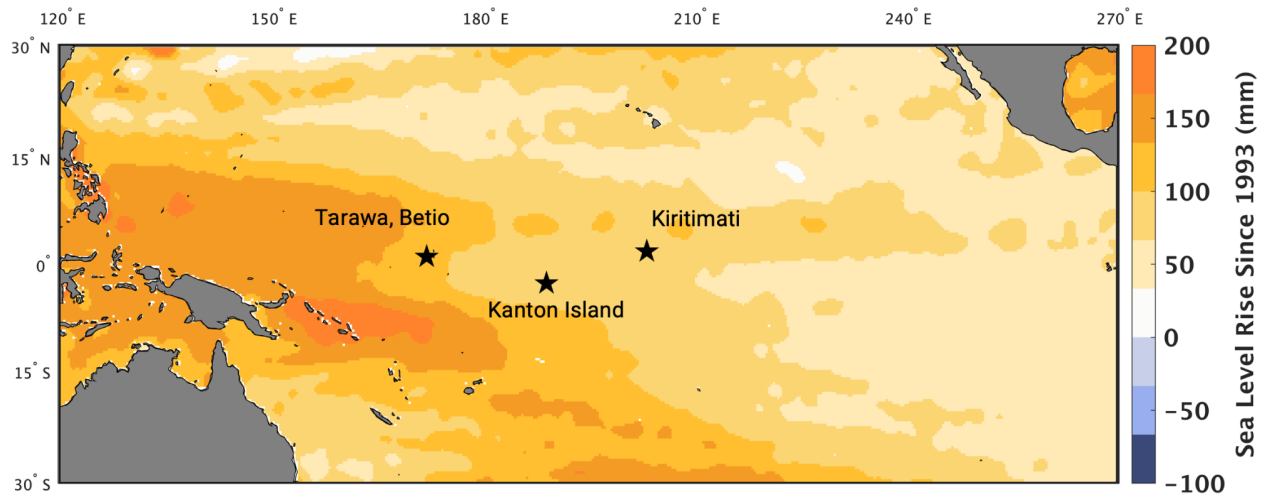 120° E 150° E 180° E 210° E 240° E 270° E
30° N
15° N
0°
15° S
30° S
Tarawa, Betio
Kiritimati
Kanton Island
200
150
100
50
0
−50
−100
Sea Level Rise Since 1993 (mm)